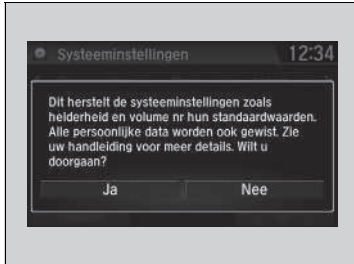 Systeeminstellingen 12:34
Dit herstelt de systeeminstellingen zoals
helderheid en volume nr hun standaardwaarden.
Alle persoonlijke data worden ook gewist. Zie
uw handleiding voor meer details. Wilt u
doorgaan?
Ja Nee